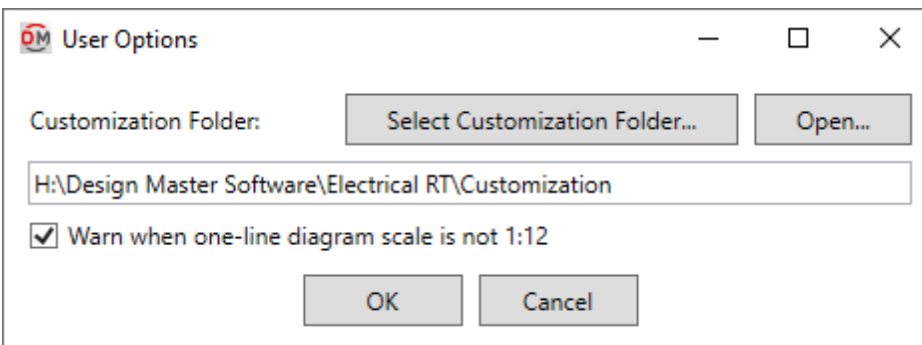 DM User Options
Customization Folder: Select Customization Folder... Open...
H:\Design Master Software\Electrical RT\Customization
Warn when one-line diagram scale is not 1:12
OK Cancel